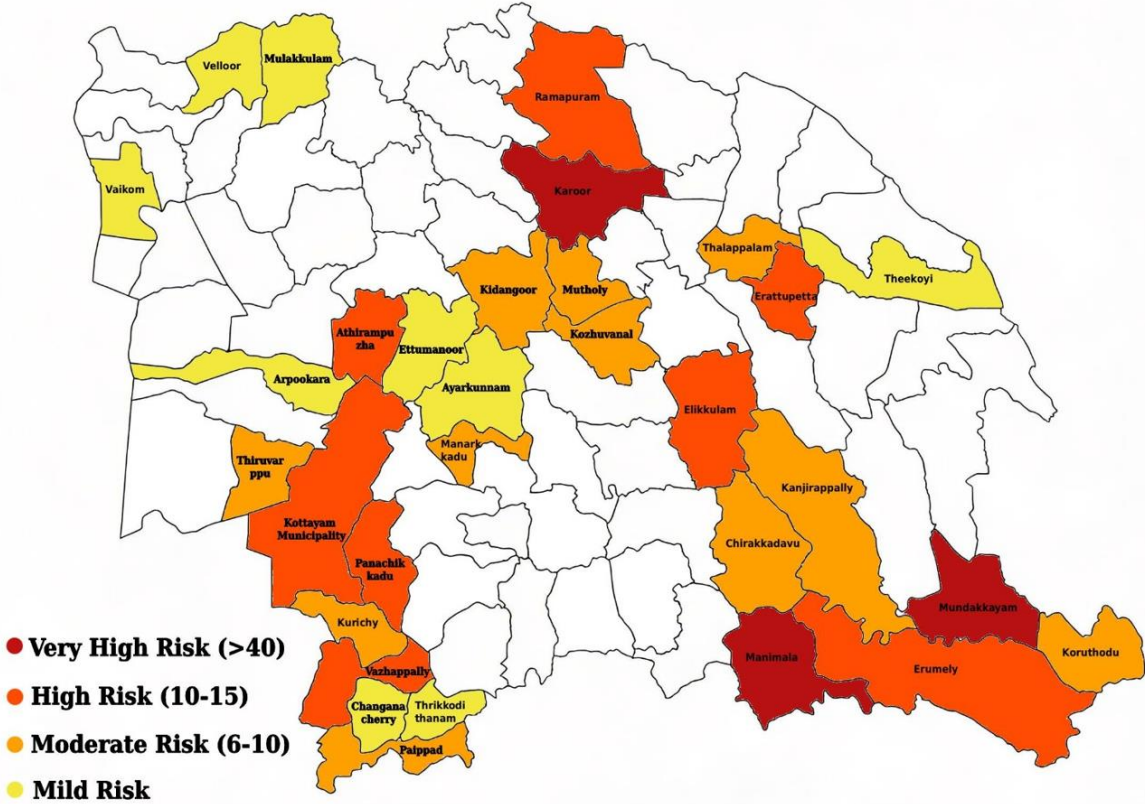 Velloor
Mulakkulam
Ramapuram
Vaikom
Karoor
Thalappalam
Theekoyi
Kidangoor
Mutholy
Erattupetta
Athirampu
zha
Ettumanoor
Kozhuvanal
Arpookara
Ayarkunnam
Elikkulam
Manark
kadu
Thiruvar
ppu
Kanjirappally
Kottayam
Municipality
Chirakkadavu
Panachik
kadu
Mundakkayam
Kurichy
Koruthodu
Manimala
Erumely
Vazhappally
Changana
cherry
Thrikkodi
thanam
Paippad
Very High Risk (>40)
High Risk (10-15)
Moderate Risk (6-10)
Mild Risk